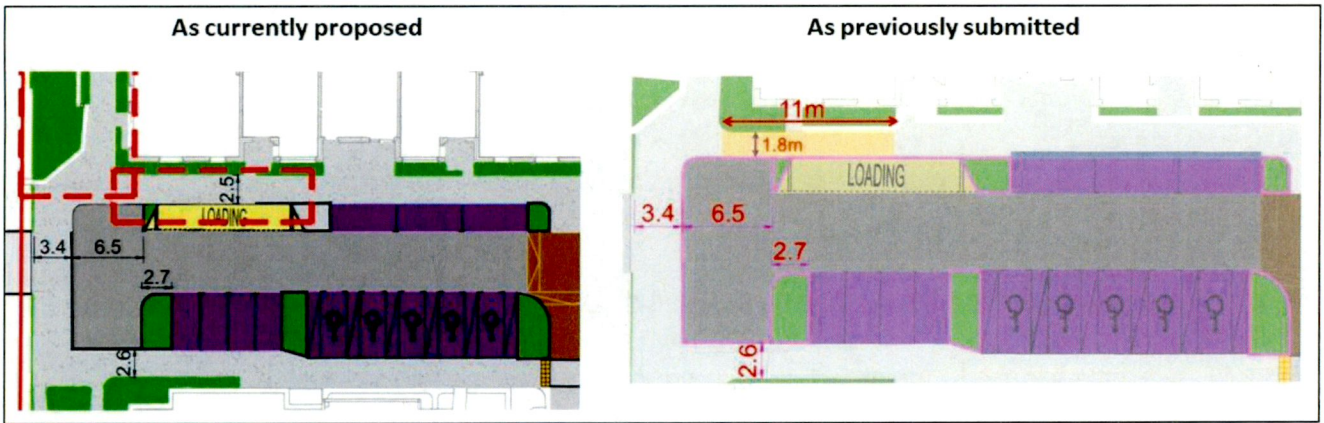 As currently proposed
As previously submitted
2.5
LOADING
3.4
6.5
2.7
2.6
11m
1.8m
LOADING
3.4
6.5
2.7
2.6